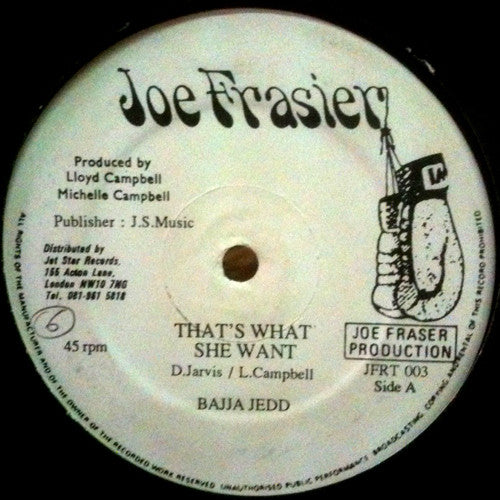 Joe Frasier
Produced by
Lloyd Campbell
Michelle Campbell
Publisher : J.S.Music
Distributed by
Jet Star Records,
155 Acton Lane,
London NW10 7NG
Tel. 081-961 5818
6
45 rpm
THAT'S WHAT
SHE WANT
D.Jarvis / L.Campbell
BAJJA JEDD
JOE FRASER
PRODUCTION
JFRT 003
Side A
ALL RIGHTS OF THE MANUFACTURER AND OF THE OWNER OF THE RECORDED WORK RESERVED UNAUTHORISED PUBLIC PERFORMANCE BROADCASTING, COPYING AND RENTAL OF THIS RECORD PROHIBITED